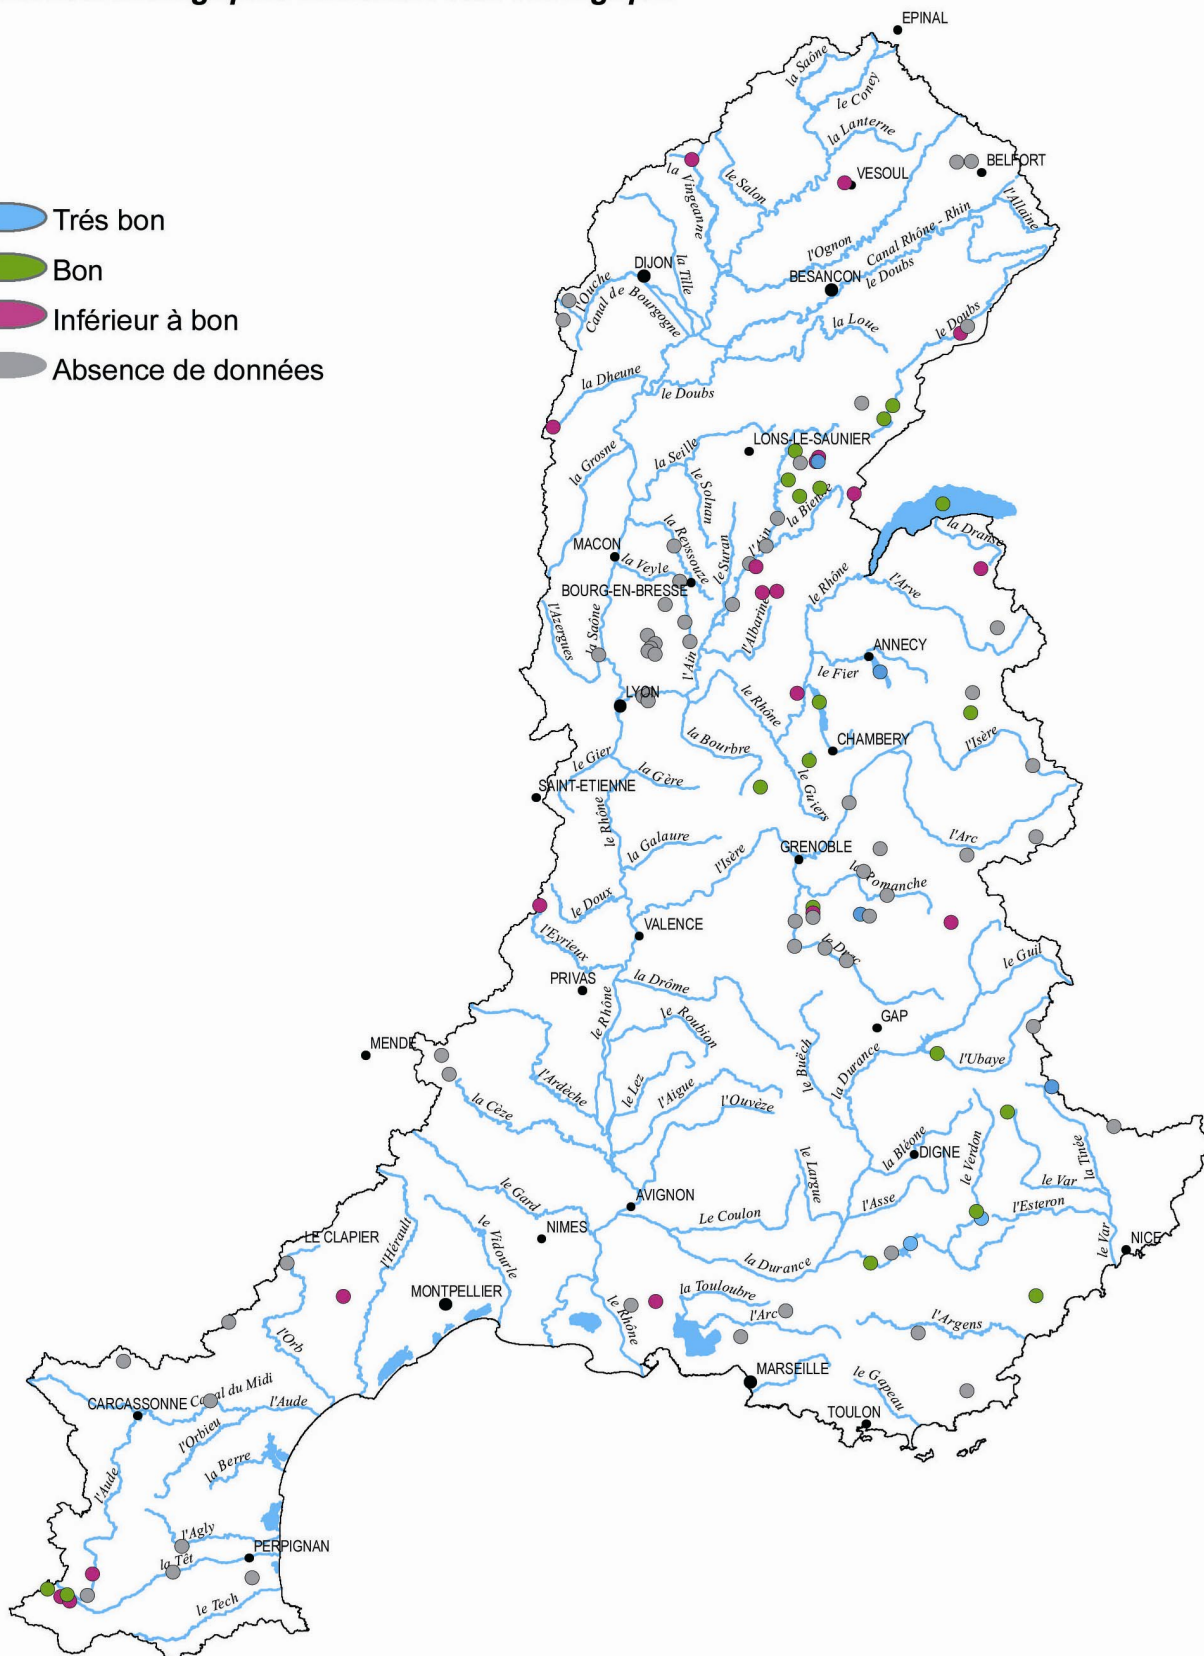 EPINAL
la Saône
le Coney
la Lanterne
BELFORT
VESOUL
la Vingeanne
le Salon
l'Allaine
Trés bon
Bon
Inférieur à bon
Absence de données
l'Ognon
Canal Rhône - Rhin
le Doubs
la Tille
DIJON
BESANCON
l'Ouche
Canal de Bourgogne
la Loue
le Doubs
la Dheune
le Doubs
LONS-LE-SAUNIER
la Grosne
la Seille
le Solnan
la Bienne
la Reyssouze
la Dranse
MACON
la Veyle
le Suran
l'Ain
BOURG-EN-BRESSE
le Rhône
l'Arve
l'Azergues
la Saône
l'Albarine
ANNECY
l'Ain
le Fier
LYON
le Rhône
la Bourbre
CHAMBERY
l'Isère
le Gier
la Gère
le Guiers
SAINT-ETIENNE
le Rhône
la Galaure
l'Isère
GRENOBLE
l'Arc
la Romanche
le Doux
VALENCE
l'Eyrieux
le Drac
le Guil
PRIVAS
la Drôme
le Rhône
le Roubion
GAP
MENDE
le Buëch
la Durance
l'Ubaye
l'Ardèche
le Lez
l'Aigue
l'Ouvèze
la Cèze
la Bléone
DIGNE
le Verdon
la Tinée
le Largue
le Gard
AVIGNON
l'Asse
le Var
l'Esteron
Le Coulon
NIMES
le Vidourle
l'Hérault
LE CLAPIER
le Var
NICE
la Durance
MONTPELLIER
la Touloubre
l'Arc
le Rhône
l'Argens
l'Orb
MARSEILLE
le Gapeau
TOULON
CARCASSONNE
Canal du Midi
l'Aude
l'Orbieu
la Berre
l'Aude
l'Agly
la Têt
PERPIGNAN
le Tech